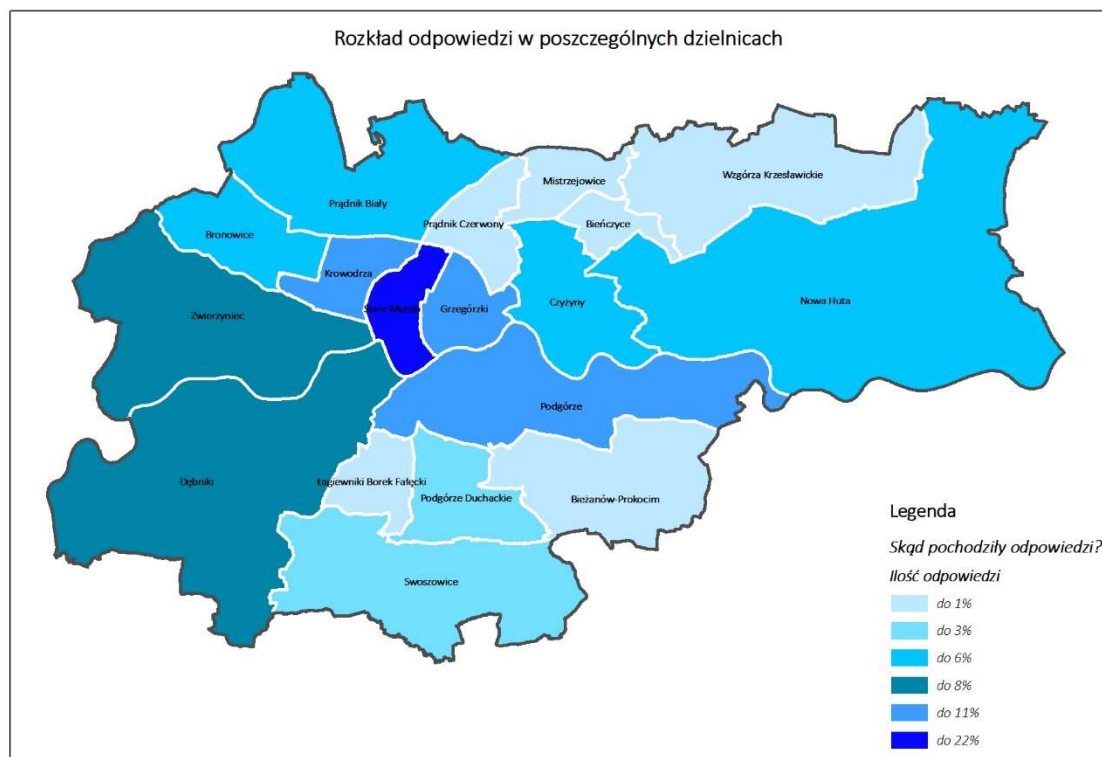 Rozkład odpowiedzi w poszczególnych dzielnicach
Mistrzejowice
Wzgórza Krzesławickie
Prądnik Biały
Prądnik Czerwony
Bieńczyce
Bronowice
Krowodrza
Stare Miasto
Grzegórzki
Czyżyny
Nowa Huta
Zwierzyniec
Podgórze
Dębniki
Łagiewniki Borek Fałęcki
Podgórze Duchackie
Bieżanów-Prokocim
Swoszowice
Legenda
Skąd pochodziły odpowiedzi?
Ilość odpowiedzi
do 1%
do 3%
do 6%
do 8%
do 11%
do 22%